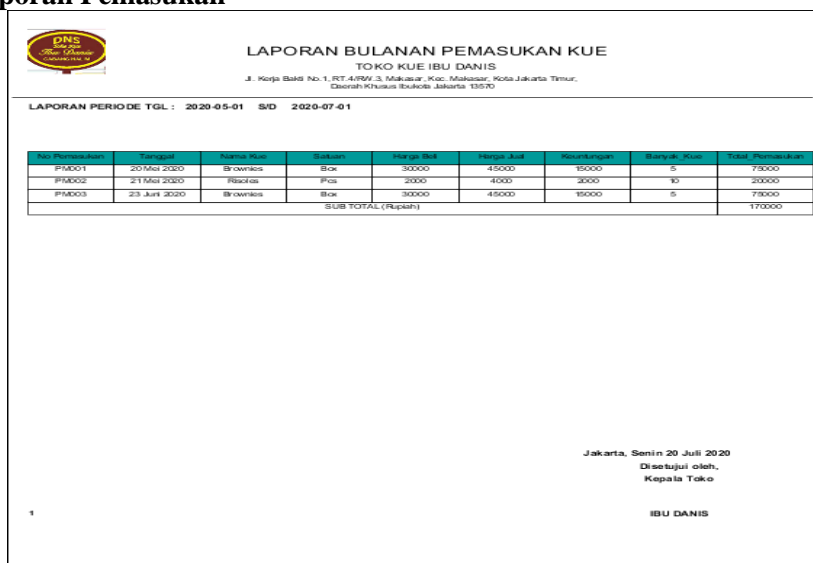 poran Pemasukan
DNS
Toko Kue
Ibu Danis
CABANG HALIM
LAPORAN BULANAN PEMASUKAN KUE
TOKO KUE IBU DANIS
Jl. Kerja Bakti No.1, RT.4/RW.3, Makasar, Kec. Makasar, Kota Jakarta Timur,
Daerah Khusus Ibukota Jakarta 13570
LAPORAN PERIODE TGL : 2020-05-01 S/D 2020-07-01
No Pemasukan Tanggal Nama Kue Satuan Harga Beli Harga Jual Keuntungan Banyak_Kue Total_Pemasukan
PM001 20 Mei 2020 Brownies Box 30000 45000 15000 5 75000
PM002 21 Mei 2020 Risoles Pcs 2000 4000 2000 10 20000
PM003 23 Juni 2020 Brownies Box 30000 45000 15000 5 75000
SUB TOTAL (Rupiah) 170000
Jakarta, Senin 20 Juli 2020
Disetujui oleh,
Kepala Toko
1 IBU DANIS